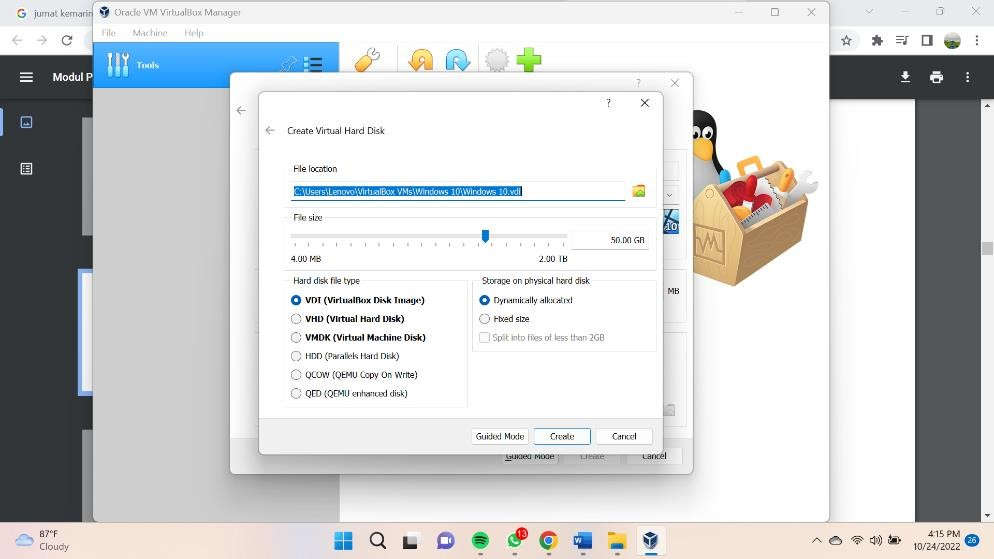 jumat kemarin
Oracle VM VirtualBox Manager
File Machine Help
Modul P
Tools
?
?
Create Virtual Hard Disk
File location
C:\Users\Lenovo\VirtualBox VMs\Windows 10\Windows 10.vdi
File size
50.00 GB
4.00 MB 2.00 TB
Hard disk file type
Storage on physical hard disk
VDI (VirtualBox Disk Image)
Dynamically allocated
VHD (Virtual Hard Disk)
Fixed size
VMDK (Virtual Machine Disk)
Split into files of less than 2GB
HDD (Parallels Hard Disk)
QCOW (QEMU Copy On Write)
QED (QEMU enhanced disk)
10
MB
Guided Mode Create Cancel
Guided Mode Create Cancel
87°F
Cloudy
13
4:15 PM
10/24/2022
26